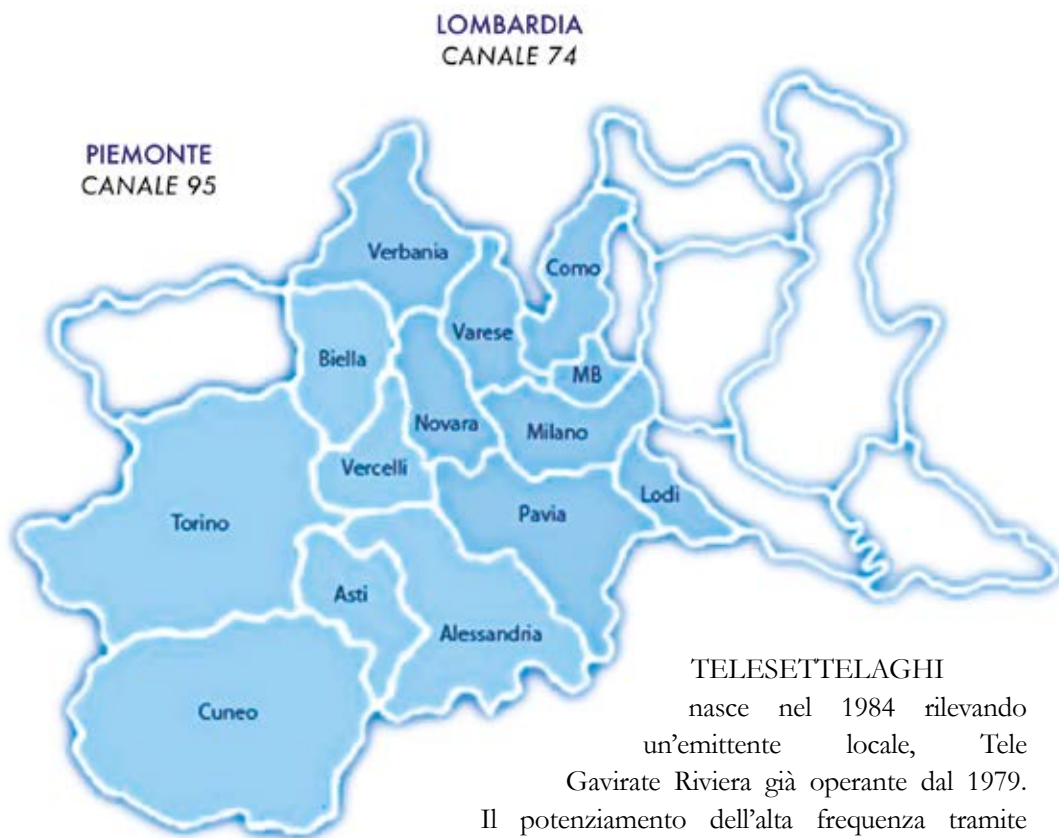 LOMBARDIA
CANALE 74
PIEMONTE
CANALE 95
Verbania
Como
Varese
Biella
MB
Novara
Milano
Vercelli
Lodi
Pavia
Torino
Asti
Alessandria
Cuneo
TELESETTELAGHI
nasce nel 1984 rilevando
un’emittente locale, Tele
Gavirate Riviera già operante dal 1979.
Il potenziamento dell’alta frequenza tramite